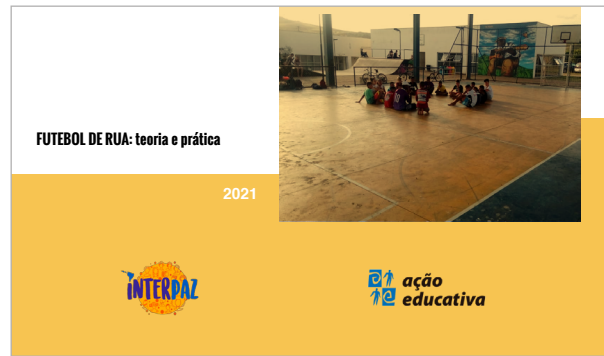 FUTEBOL DE RUA: teoria e prática
2021
INTERPAZ
ação
educativa